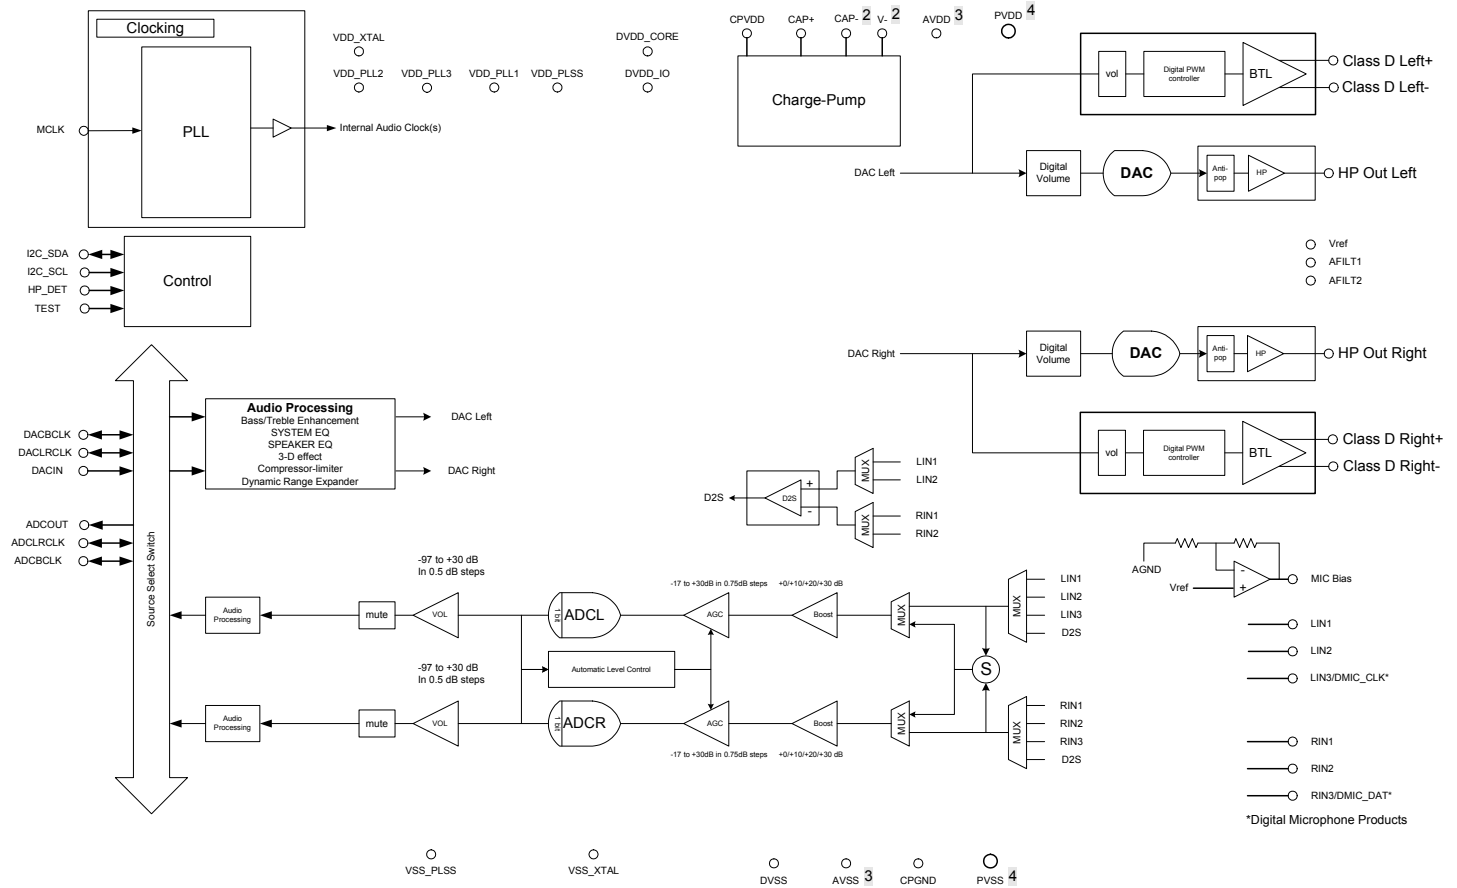 Clocking
PLL
MCLK
Internal Audio Clock(s)
VDD_XTAL
VDD_PLL2
VDD_PLL3
VDD_PLL1
VDD_PLSS
DVDD_CORE
DVDD_IO
CPVDD
CAP+
CAP- 2
V- 2
AVDD 3
PVDD 4
Charge-Pump
vol
Digital PWM
controller
BTL
Class D Left+
Class D Left-
DAC Left
Digital
Volume
DAC
Anti-
pop
HP
HP Out Left
I2C_SDA
I2C_SCL
HP_DET
TEST
Control
Vref
AFILT1
AFILT2
DAC Right
Digital
Volume
DAC
Anti-
pop
HP
HP Out Right
vol
Digital PWM
controller
BTL
Class D Right+
Class D Right-
DACBCLK
DACLRCLK
DACIN
ADCOUT
ADCLRCLK
ADCBCLK
Source Select Switch
Audio Processing
Bass/Treble Enhancement
SYSTEM EQ
SPEAKER EQ
3-D effect
Compressor-limiter
Dynamic Range Expander
DAC Left
DAC Right
D2S
D2S
+
-
MUX
LIN1
LIN2
MUX
RIN1
RIN2
-97 to +30 dB
In 0.5 dB steps
-17 to +30dB in 0.75dB steps
+0/+10/+20/+30 dB
Audio
Processing
mute
VOL
1 bit
ADCL
AGC
Boost
MUX
MUX
LIN1
LIN2
LIN3
D2S
-97 to +30 dB
In 0.5 dB steps
Automatic Level Control
S
Audio
Processing
mute
VOL
1 bit
ADCR
AGC
Boost
MUX
MUX
RIN1
RIN2
RIN3
D2S
-17 to +30dB in 0.75dB steps
+0/+10/+20/+30 dB
AGND
Vref
-
+
MIC Bias
LIN1
LIN2
LIN3/DMIC_CLK*
RIN1
RIN2
RIN3/DMIC_DAT*
*Digital Microphone Products
VSS_PLSS
VSS_XTAL
DVSS
AVSS 3
CPGND
PVSS 4